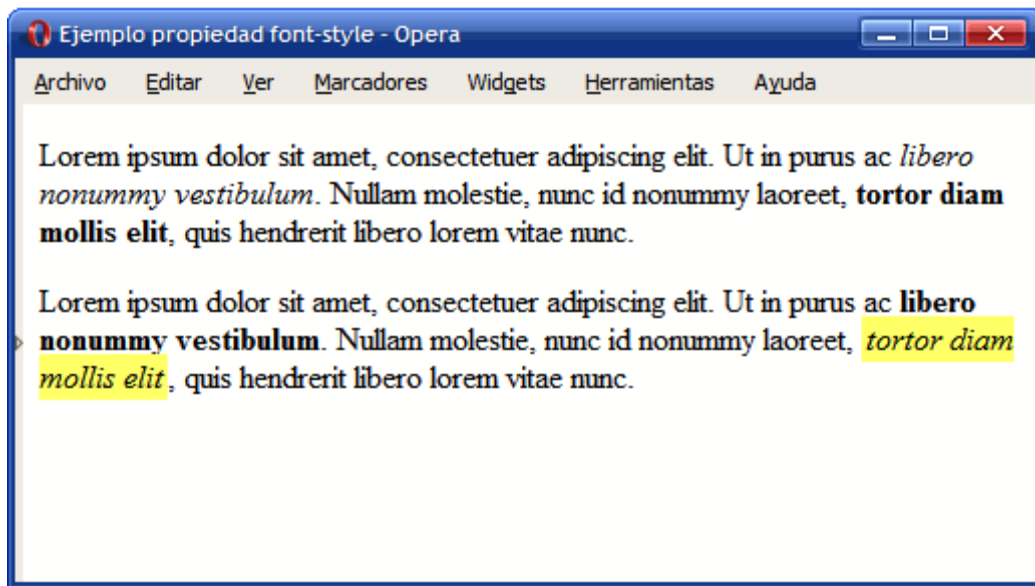 Ejemplo propiedad font-style - Opera
Archivo Editar Ver Marcadores Widgets Herramientas Ayuda
Lorem ipsum dolor sit amet, consectetuer adipiscing elit. Ut in purus ac libero
nonummy vestibulum. Nullam molestie, nunc id nonummy laoreet, tortor diam
mollis elit, quis hendrerit libero lorem vitae nunc.
Lorem ipsum dolor sit amet, consectetuer adipiscing elit. Ut in purus ac libero
nonummy vestibulum. Nullam molestie, nunc id nonummy laoreet, tortor diam
mollis elit, quis hendrerit libero lorem vitae nunc.